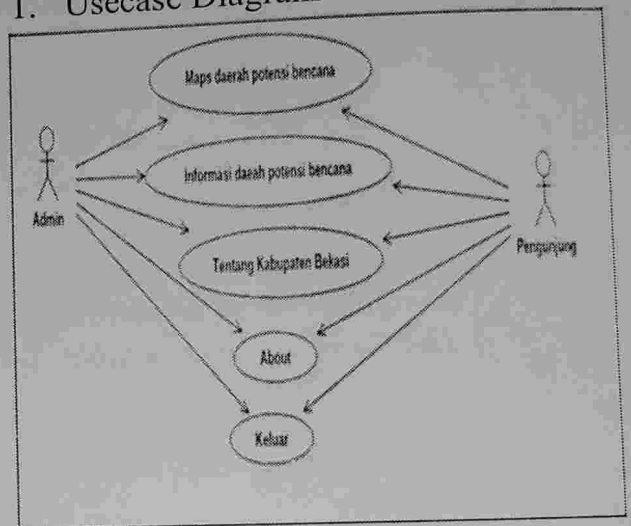 1. Usecase Diagram
Maps daerah potensi bencana
Informasi daerah potensi bencana
Admin
Pengunjung
Tentang Kabupaten Bekasi
About
Keluar